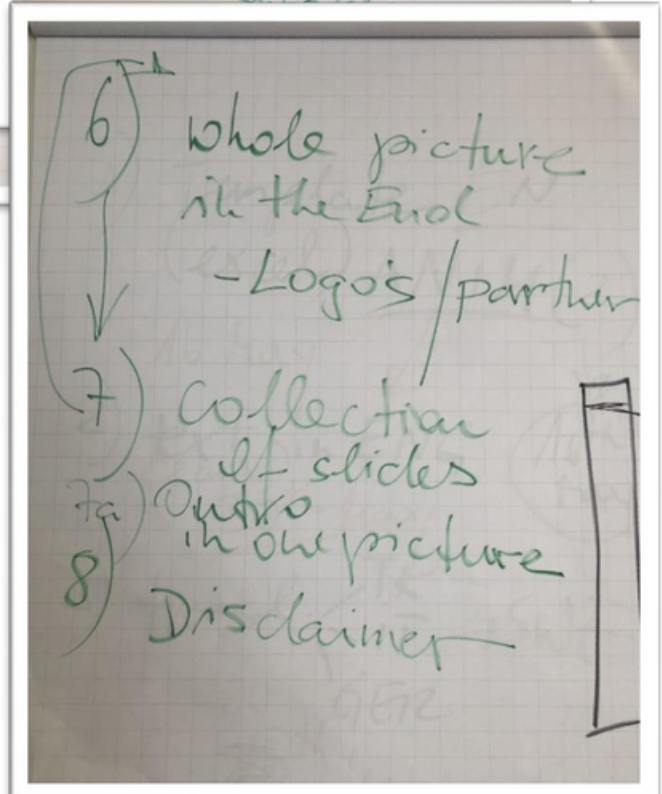 6) whole picture
in the End
- Logo's / partner
7) Collection
of slides
7a) Outro
in one picture
8) Disclaimer